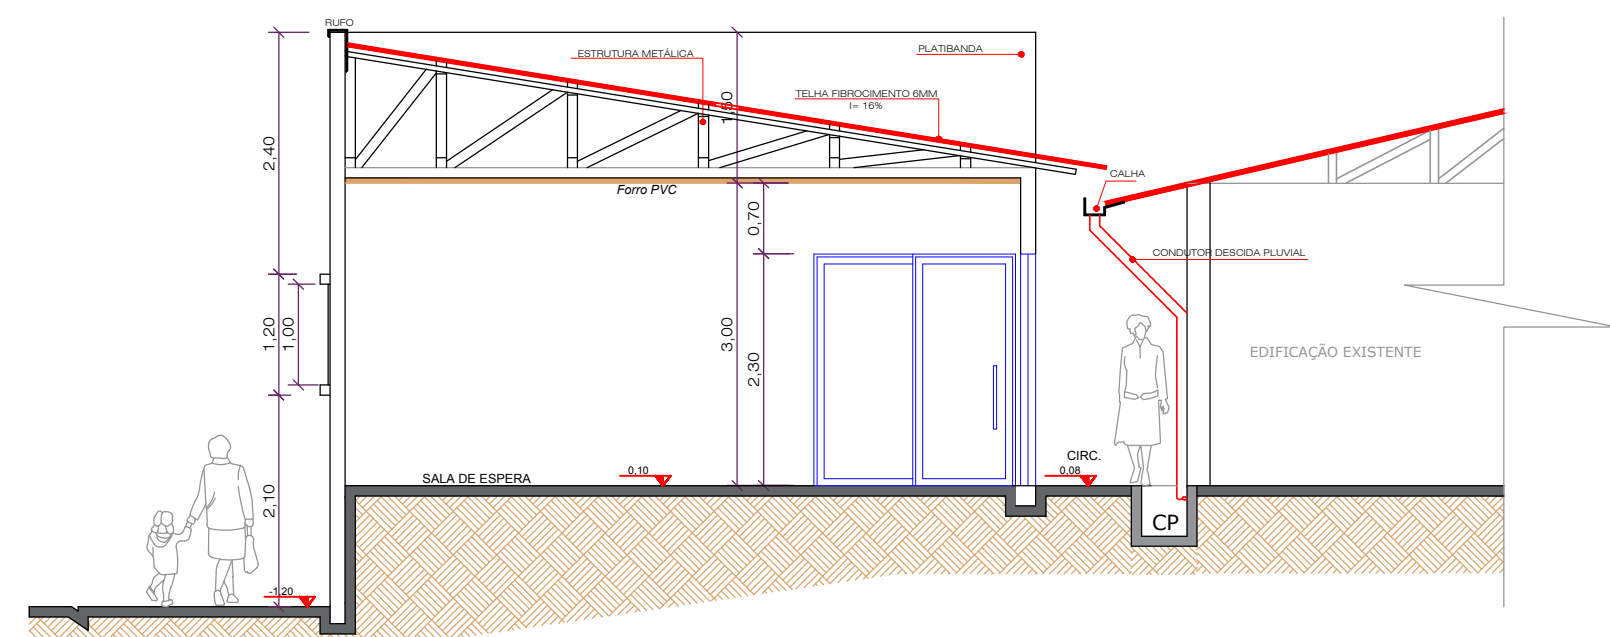 RUFO
ESTRUTURA METÁLICA
PLATIBANDA
TELHA FIBROCIMENTO 6MM
I= 16%
1,50
2,40
CALHA
Forro PVC
0,70
CONDUTOR DESCIDA PLUVIAL
1,20
1,00
3,00
2,30
EDIFICAÇÃO EXISTENTE
CIRC.
SALA DE ESPERA
0,10
0,08
2,10
CP
-1,20